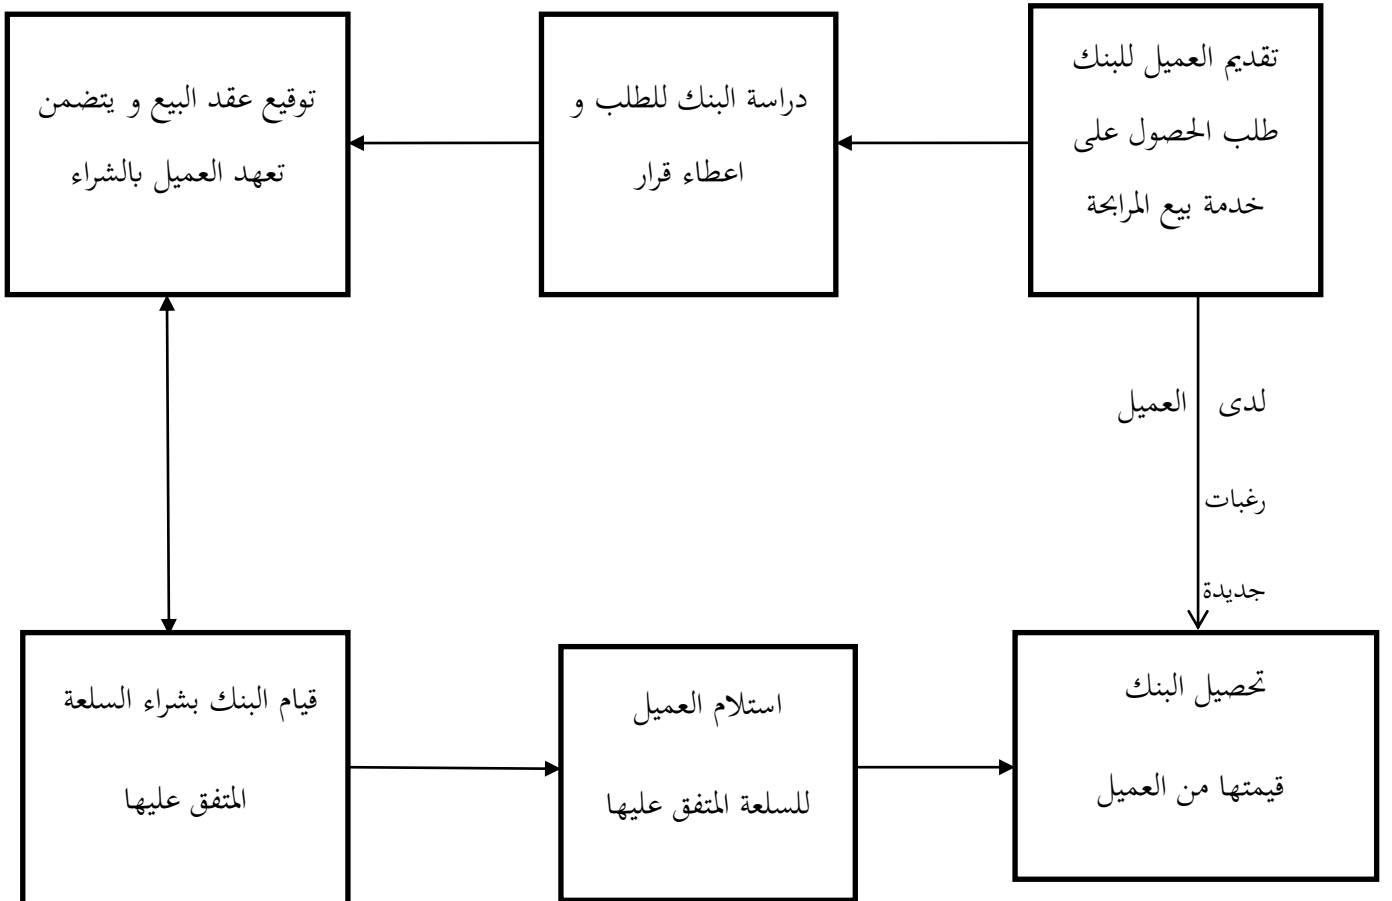 تقديم العميل للبنك
طلب الحصول على
خدمة بيع المرابحة
دراسة البنك للطلب و
اعطاء قرار
توقيع عقد البيع و يتضمن
تعهد العميل بالشراء
لدى العميل
رغبات
جديدة
قيام البنك بشراء السلعة
المتفق عليها
استلام العميل
للسلعة المتفق عليها
تحصيل البنك
قيمتها من العميل